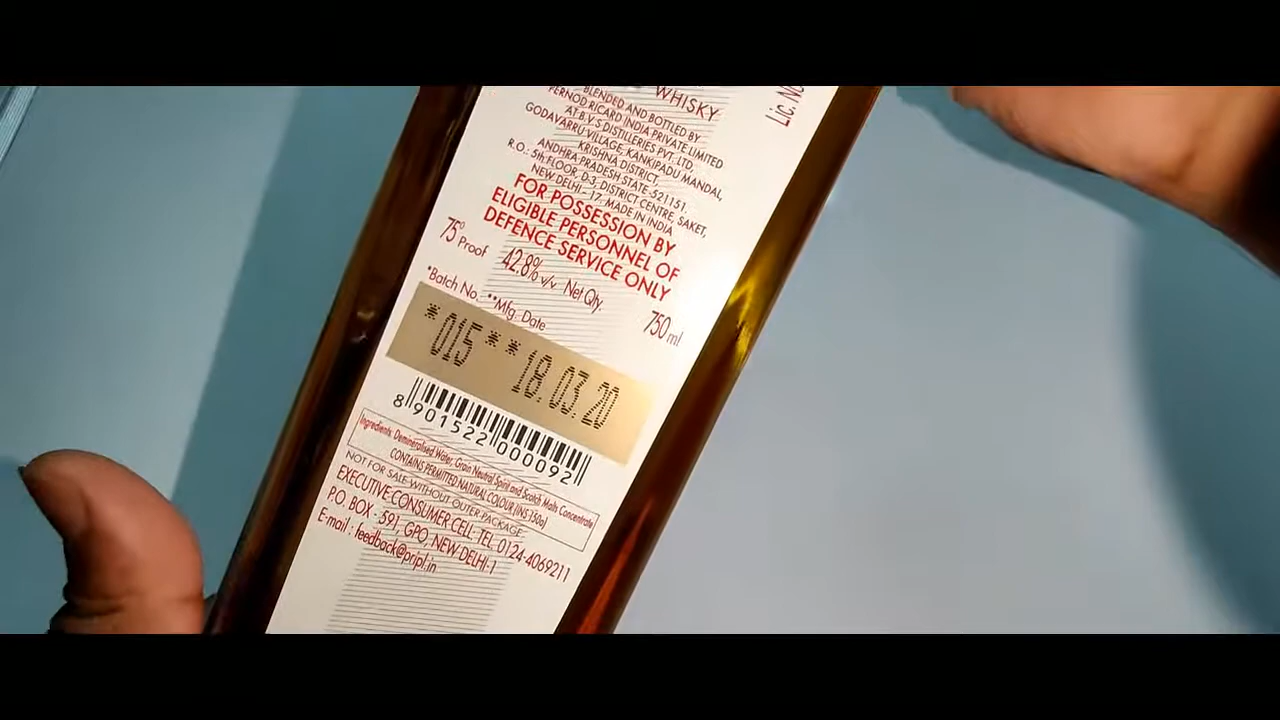 WHISKY
Lic. No
BLENDED AND BOTTLED BY
PERNOD RICARD INDIA PRIVATE LIMITED
AT B.V.S DISTILLERIES PVT. LTD,
GODAVARRU VILLAGE, KANKIPADU MANDAL,
KRISHNA DISTRICT,
ANDHRA PRADESH STATE-521151.
R.O.: 5th FLOOR, D-3, DISTRICT CENTRE, SAKET,
NEW DELHI - 17. MADE IN INDIA
FOR POSSESSION BY
ELIGIBLE PERSONNEL OF
DEFENCE SERVICE ONLY
75° Proof 42.8% v/v Net Qty. 750 ml
*Batch No. **Mfg. Date
*015 ** 18.03.20
8 901522 000092
Ingredients: Demineralised Water, Grain Neutral Spirit and Scotch Malts Concentrate
CONTAINS PERMITTED NATURAL COLOUR (INS 150a)
NOT FOR SALE WITHOUT OUTER PACKAGE
EXECUTIVE CONSUMER CELL TEL. 0124-4069211
P.O. BOX - 591, GPO, NEW DELHI-1
E-mail : feedback@pripl.in